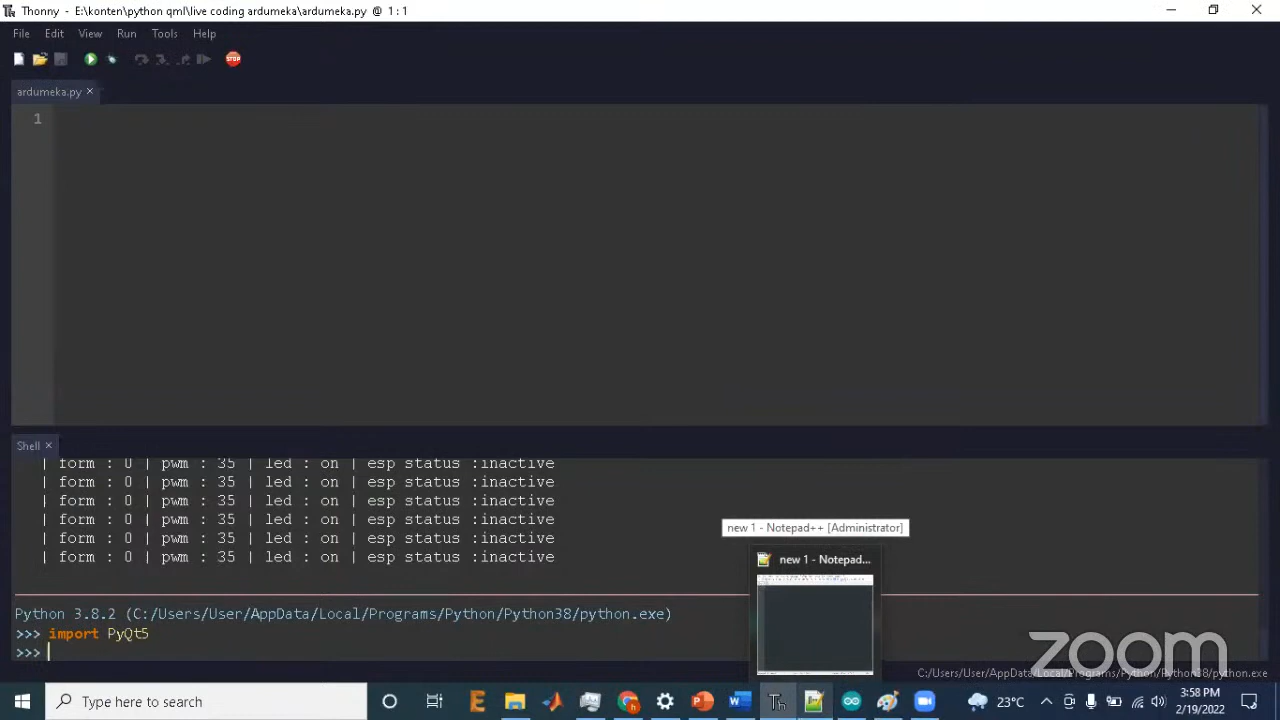 Thonny - E:\konten\python qml\live coding ardumeka\ardumeka.py @ 1 : 1
File Edit View Run Tools Help
STOP
ardumeka.py
1
Shell
| form : 0 | pwm : 35 | led : on | esp status :inactive
| form : 0 | pwm : 35 | led : on | esp status :inactive
| form : 0 | pwm : 35 | led : on | esp status :inactive
| form : 0 | pwm : 35 | led : on | esp status :inactive
| form : 0 | pwm : 35 | led : on | esp status :inactive
| form : 0 | pwm : 35 | led : on | esp status :inactive
new 1 - Notepad++ [Administrator]
new 1 - Notepad...
Python 3.8.2 (C:/Users/User/AppData/Local/Programs/Python/Python38/python.exe)
>>> import PyQt5
>>>
zoom
C:/Users/User/AppData/Local/Programs/Python/Python38/python.exe
Type here to search
23°C
3:58 PM
2/19/2022